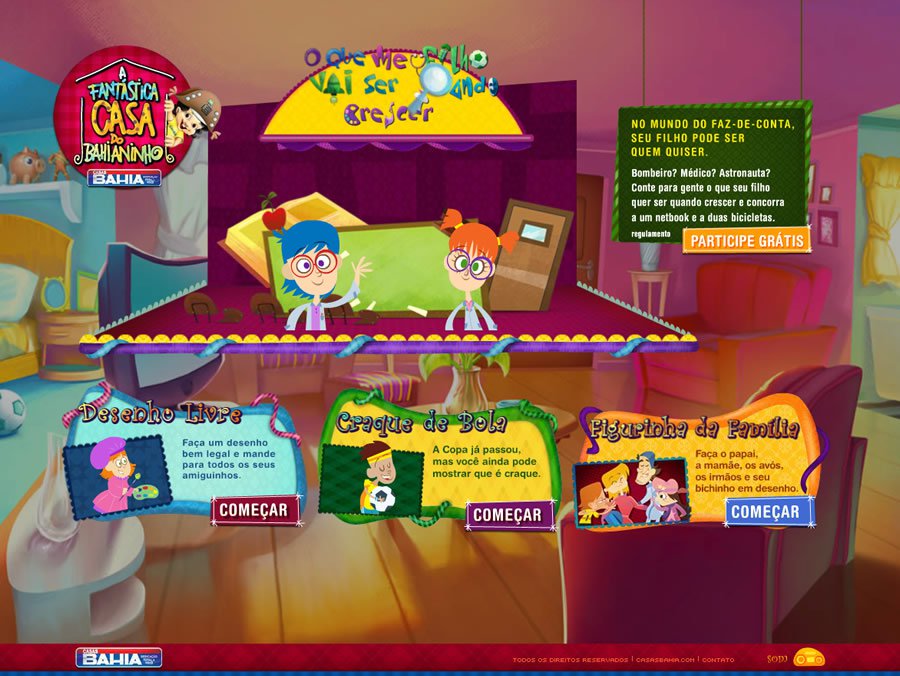 A
FANTÁSTICA
CASA
DO
BAHIANINHO
CASAS
BAHIA
O QUE MEU FILHO
VAI SER QUANDO
CRESCER
NO MUNDO DO FAZ-DE-CONTA,
SEU FILHO PODE SER
QUEM QUISER.
Bombeiro? Médico? Astronauta?
Conte para gente o que seu filho
quer ser quando crescer e concorra
a um netbook e a duas bicicletas.
regulamento
PARTICIPE GRÁTIS
Desenho Livre
Faça um desenho
bem legal e mande
para todos os seus
amiguinhos.
COMEÇAR
Craque de Bola
A Copa já passou,
mas você ainda pode
mostrar que é craque.
COMEÇAR
Figurinha da Família
Faça o papai,
a mamãe, os avós,
os irmãos e seu
bichinho em desenho.
COMEÇAR
CASAS
BAHIA
TODOS OS DIREITOS RESERVADOS | CASASBAHIA.COM | CONTATO
som